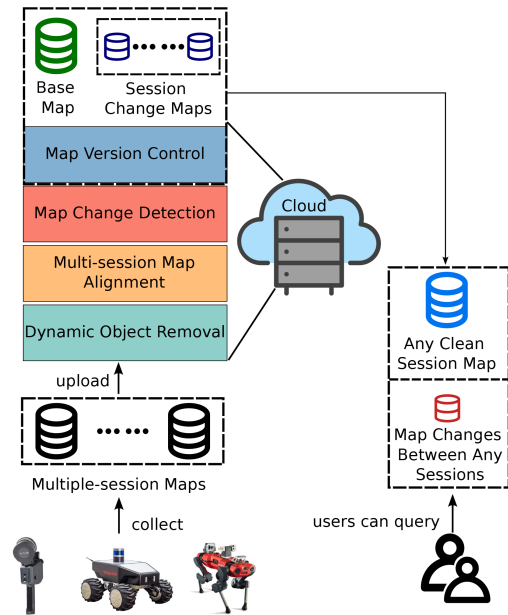 Base
Map
Session
Change Maps
Map Version Control
Map Change Detection
Multi-session Map
Alignment
Dynamic Object Removal
Cloud
upload
Multiple-session Maps
collect
Any Clean
Session Map
Map Changes
Between Any
Sessions
users can query